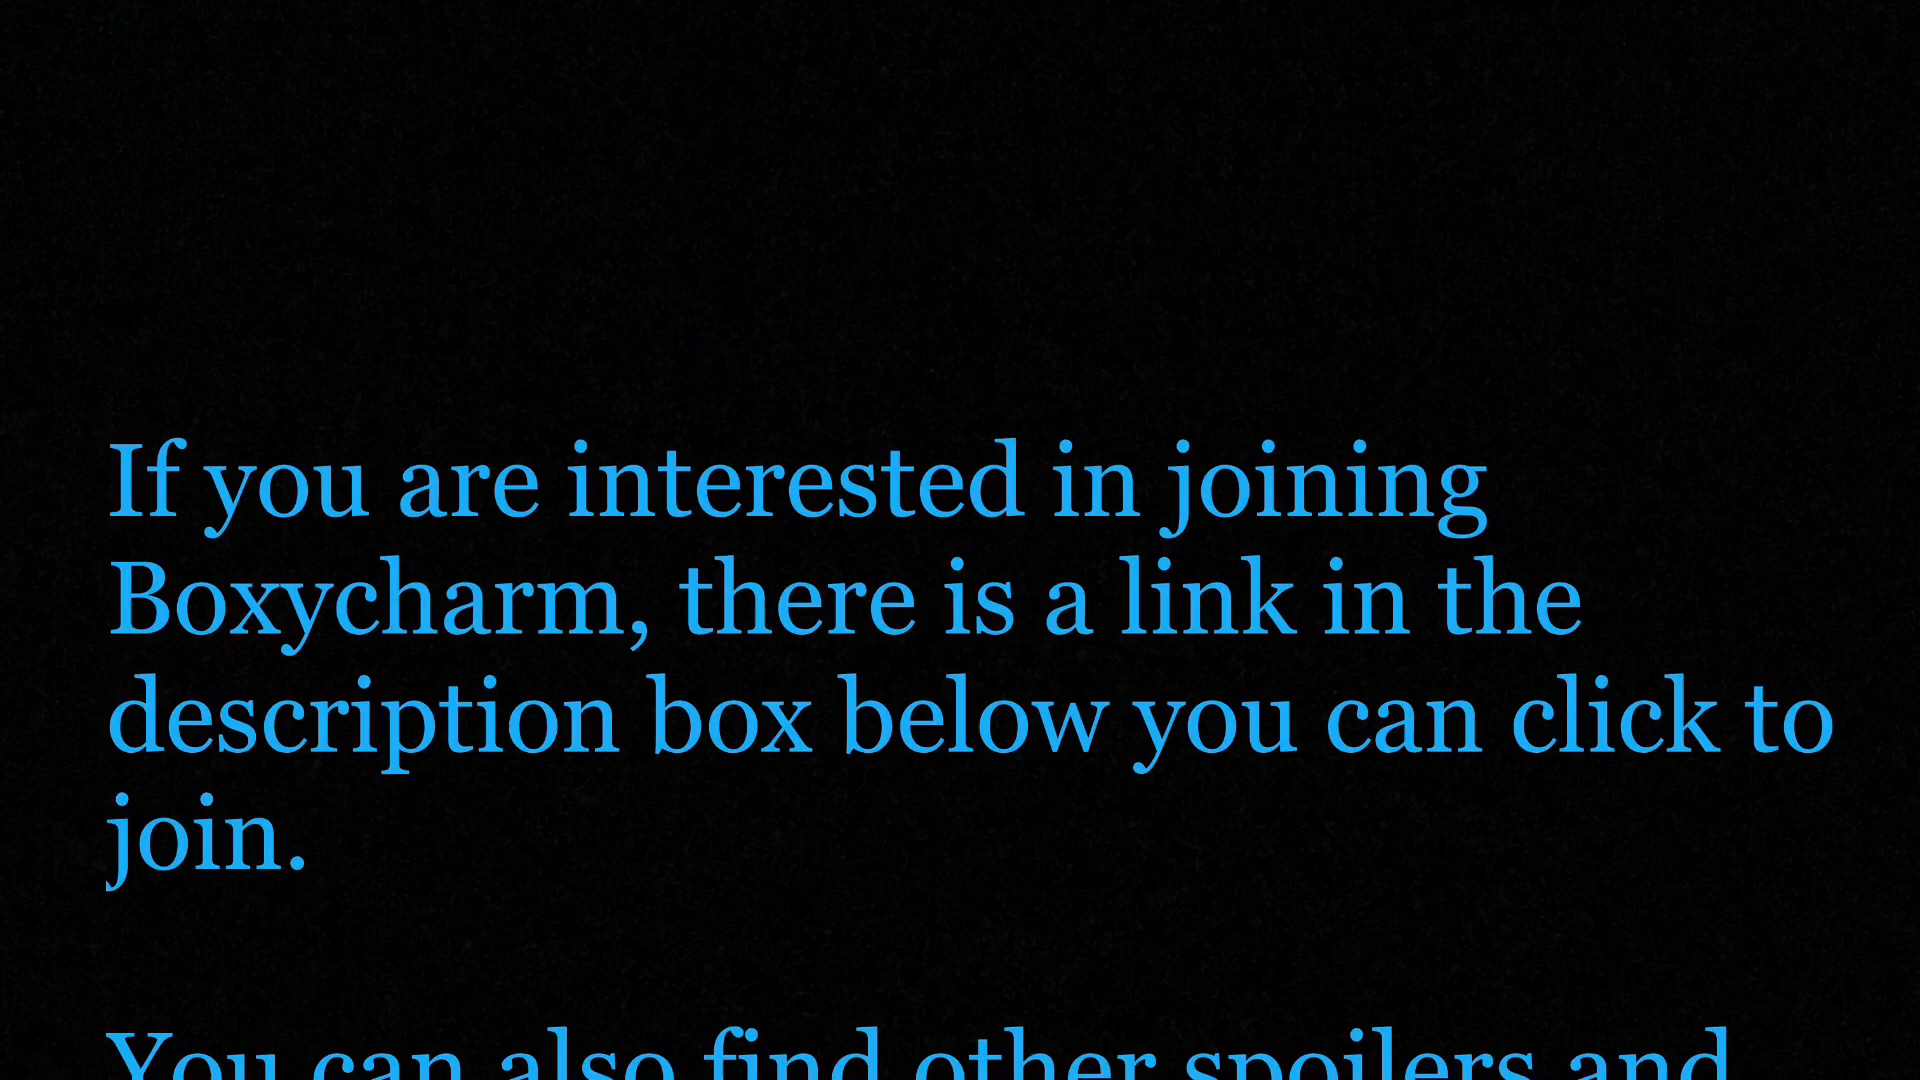 If you are interested in joining
Boxycharm, there is a link in the
description box below you can click to
join.
You can also find other spoilers and